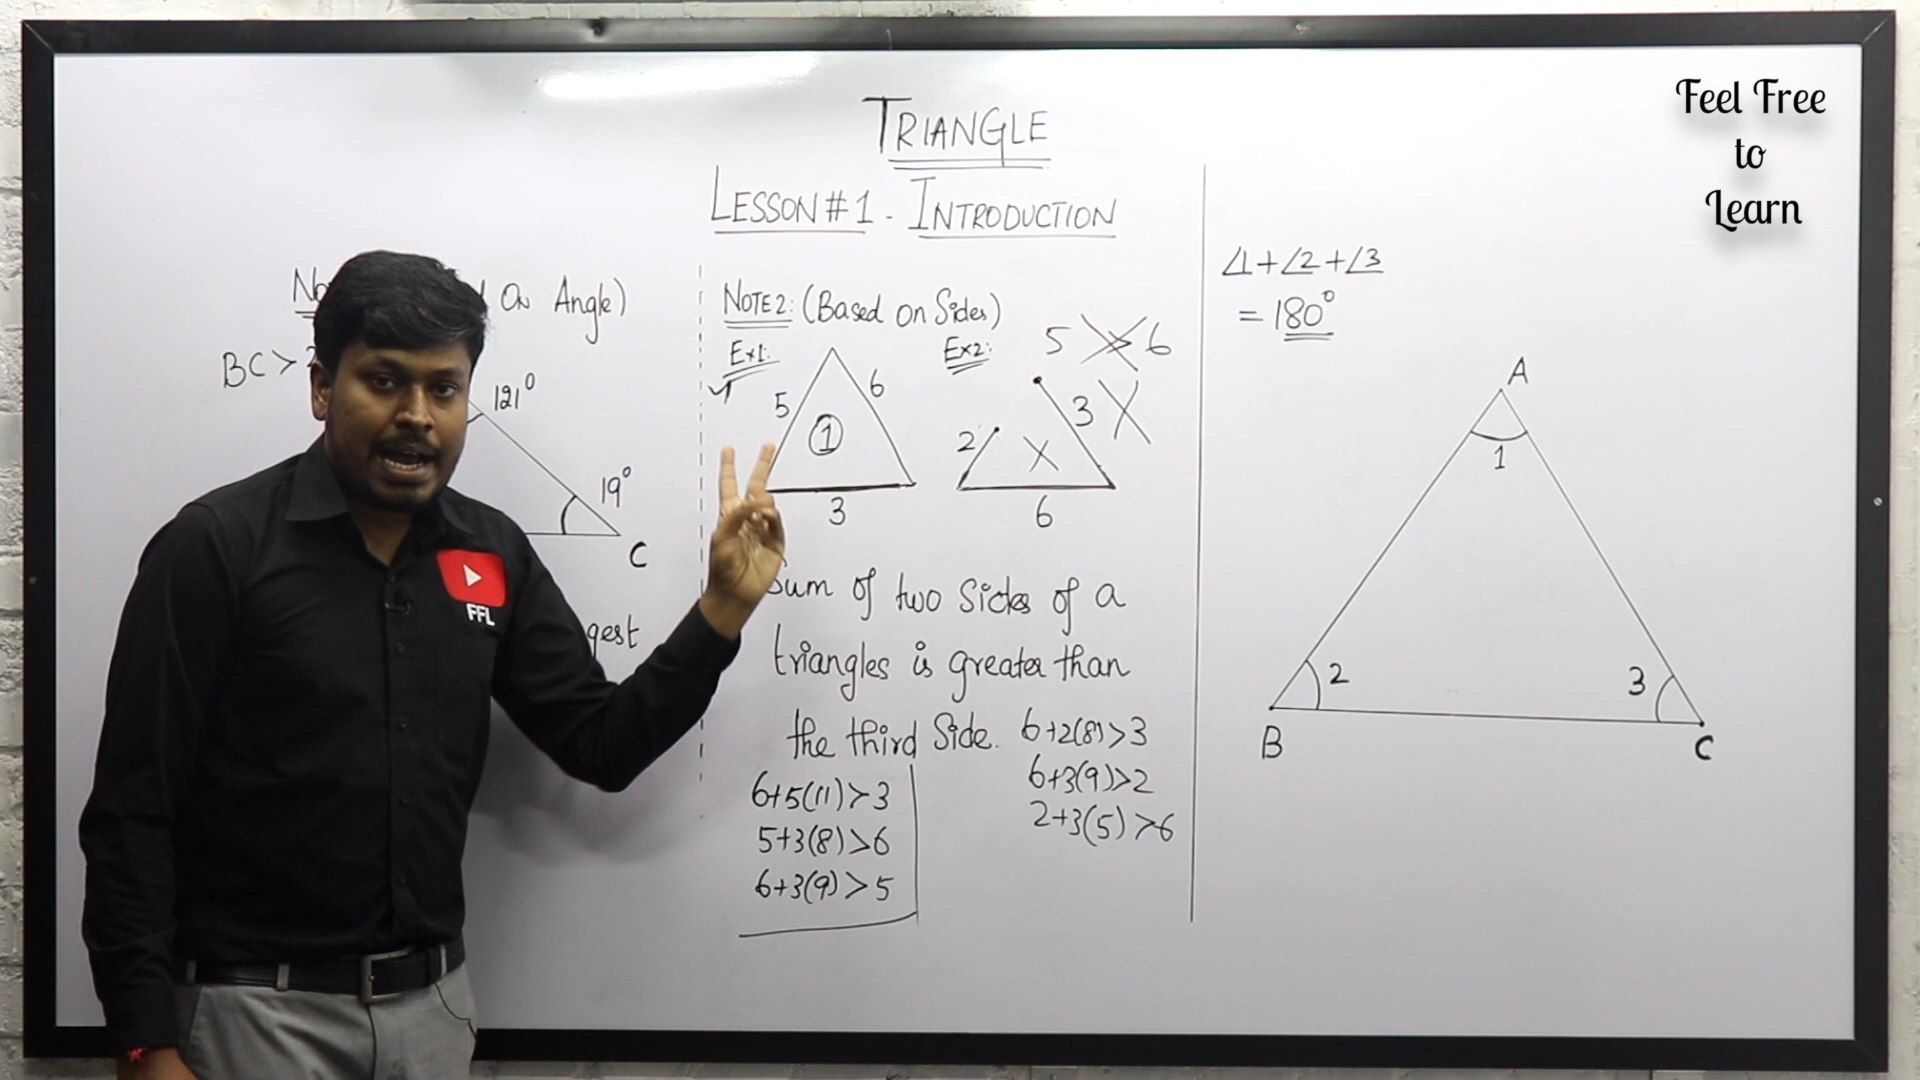 Feel Free
to
Learn
TRIANGLE
LESSON # 1 - INTRODUCTION
On Angle)
BC >
121°
19°
C
gest
FFL
NOTE 2: (Based on Sides)
Ex1:
5
6
1
3
Ex2:
5 > 6
2
3
6
Sum of two sides of a
triangles is greater than
the third Side.
6+5(11)>3
5+3(8)>6
6+3(9)>5
6+2(8)>3
6+3(9)>2
2+3(5)>6
∠1+∠2+∠3
= 180°
A
1
2
3
B
C